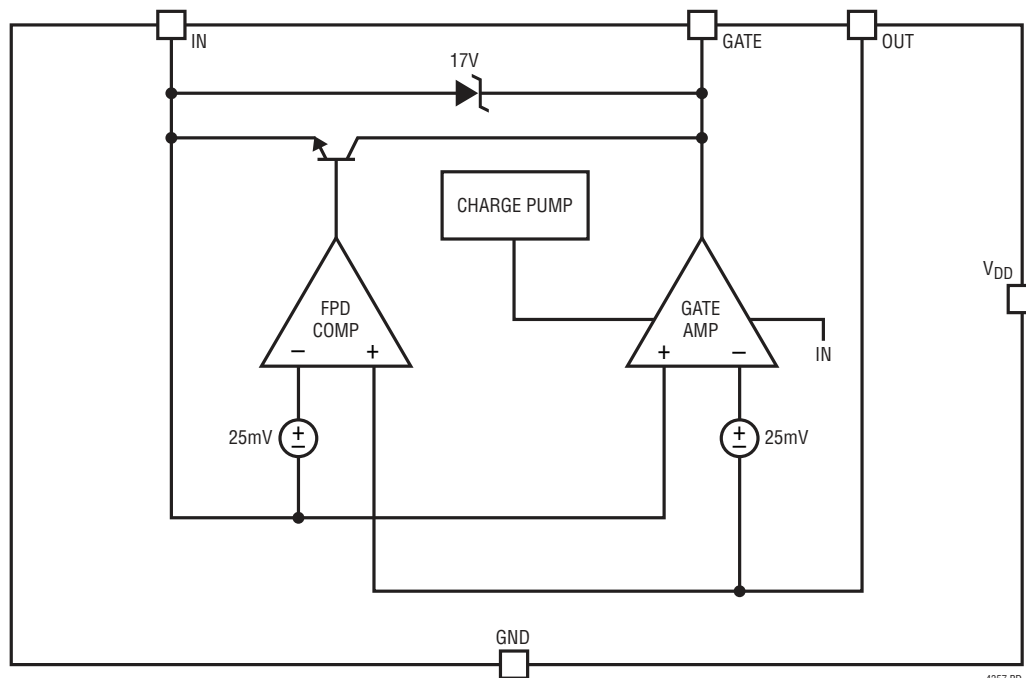 IN
GATE
OUT
17V
CHARGE PUMP
VDD
FPD
COMP
− +
GATE
AMP
+ −
IN
25mV
+
−
+
−
25mV
GND